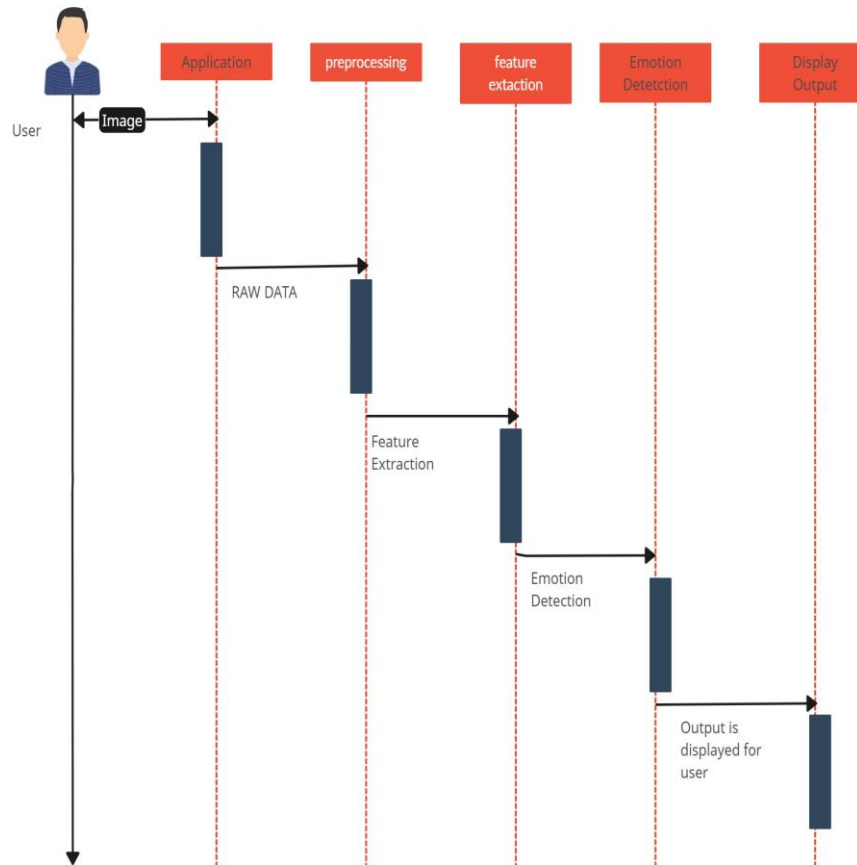 Application
preprocessing
feature
extaction
Emotion
Detetction
Display
Output
Image
User
RAW DATA
Feature
Extraction
Emotion
Detection
Output is
displayed for
user